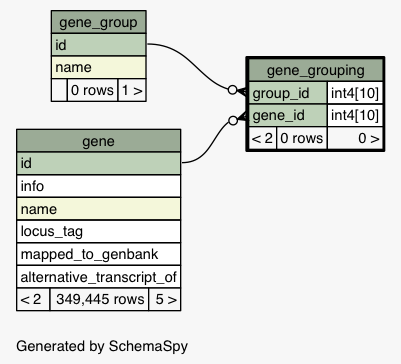 gene_group
id
name
0 rows 1 >
gene_grouping
group_id int4[10]
gene_id int4[10]
< 2 0 rows 0 >
gene
id
info
name
locus_tag
mapped_to_genbank
alternative_transcript_of
< 2 349,445 rows 5 >
Generated by SchemaSpy